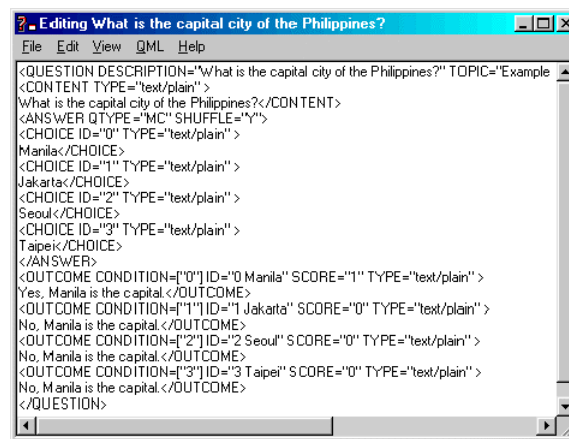 Editing What is the capital city of the Philippines?
File Edit View QML Help
<QUESTION DESCRIPTION="What is the capital city of the Philippines?" TOPIC="Example
<CONTENT TYPE="text/plain" >
What is the capital city of the Philippines?</CONTENT>
<ANSWER QTYPE="MC" SHUFFLE="Y">
<CHOICE ID="0" TYPE="text/plain" >
Manila</CHOICE>
<CHOICE ID="1" TYPE="text/plain" >
Jakarta</CHOICE>
<CHOICE ID="2" TYPE="text/plain" >
Seoul</CHOICE>
<CHOICE ID="3" TYPE="text/plain" >
Taipei</CHOICE>
</ANSWER>
<OUTCOME CONDITION=["0"] ID="0 Manila" SCORE="1" TYPE="text/plain" >
Yes, Manila is the capital.</OUTCOME>
<OUTCOME CONDITION=["1"] ID="1 Jakarta" SCORE="0" TYPE="text/plain" >
No, Manila is the capital.</OUTCOME>
<OUTCOME CONDITION=["2"] ID="2 Seoul" SCORE="0" TYPE="text/plain" >
No, Manila is the capital.</OUTCOME>
<OUTCOME CONDITION=["3"] ID="3 Taipei" SCORE="0" TYPE="text/plain" >
No, Manila is the capital.</OUTCOME>
</QUESTION>